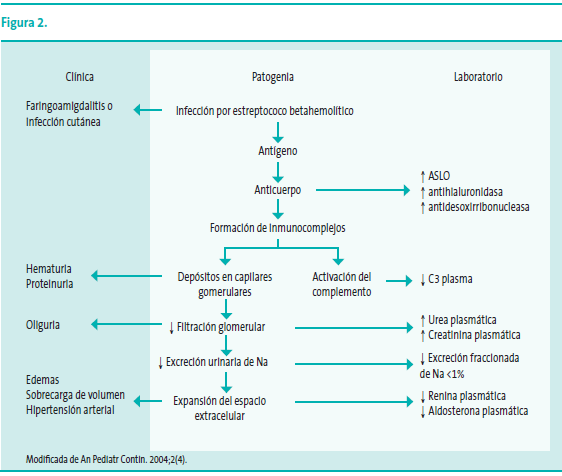 Figura 2.
Clínica
Patogenia
Laboratorio
Faringoamigdalitis o
infección cutánea
Infección por estreptococo betahemolítico
Antígeno
Anticuerpo
↑ ASLO
↑ antihialuronidasa
↑ antidesoxirribonucleasa
Formación de inmunocomplejos
Hematuria
Proteinuria
Depósitos en capilares
gomerulares
Activación del
complemento
↓ C3 plasma
Oliguria
↓ Filtración glomerular
↑ Urea plasmática
↑ Creatinina plasmática
↓ Excreción urinaria de Na
↓ Excreción fraccionada
de Na <1%
Edemas
Sobrecarga de volumen
Hipertensión arterial
Expansión del espacio
extracelular
↓ Renina plasmática
↓ Aldosterona plasmática
Modificada de An Pediatr Contin. 2004;2(4).